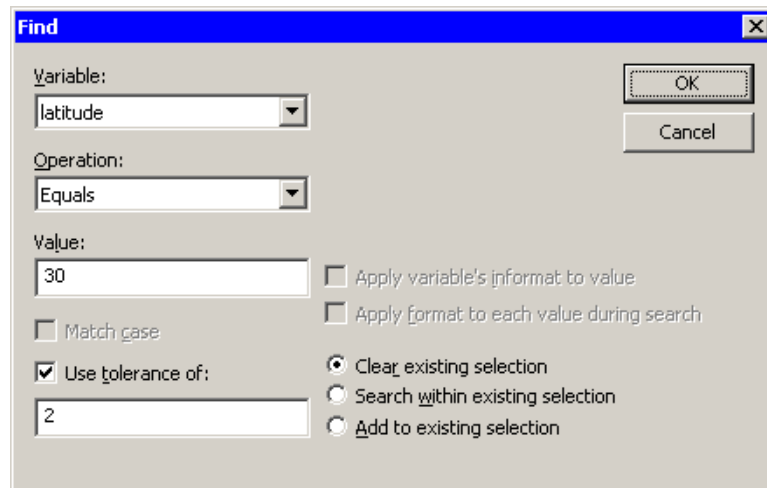 Find
Variable:
latitude
OK
Cancel
Operation:
Equals
Value:
30
Apply variable's informat to value
Apply format to each value during search
Match case
Use tolerance of:
2
Clear existing selection
Search within existing selection
Add to existing selection